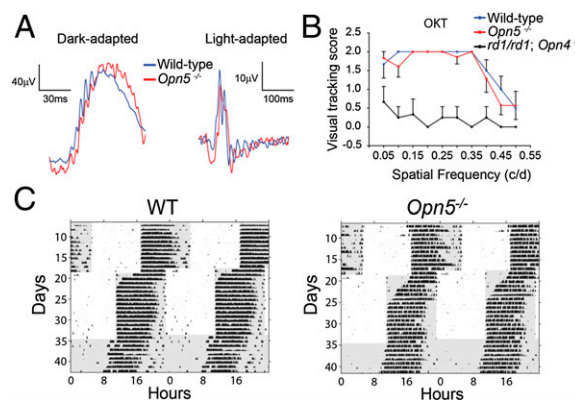 A
Dark-adapted
Light-adapted
Wild-type
Opn5 -/-
40µV
30ms
10µV
100ms
B
OKT
Wild-type
Opn5 -/-
rd1/rd1; Opn4
Visual tracking score
2.5
2.0
1.5
1.0
0.5
0.0
-0.5
0.05 0.15 0.25 0.35 0.45 0.55
Spatial Frequency (c/d)
C
WT
Opn5-/-
Days
10
15
20
25
30
35
40
0 8 16 0 8 16
Hours
Days
10
15
20
25
30
35
40
0 8 16 0 8 16
Hours